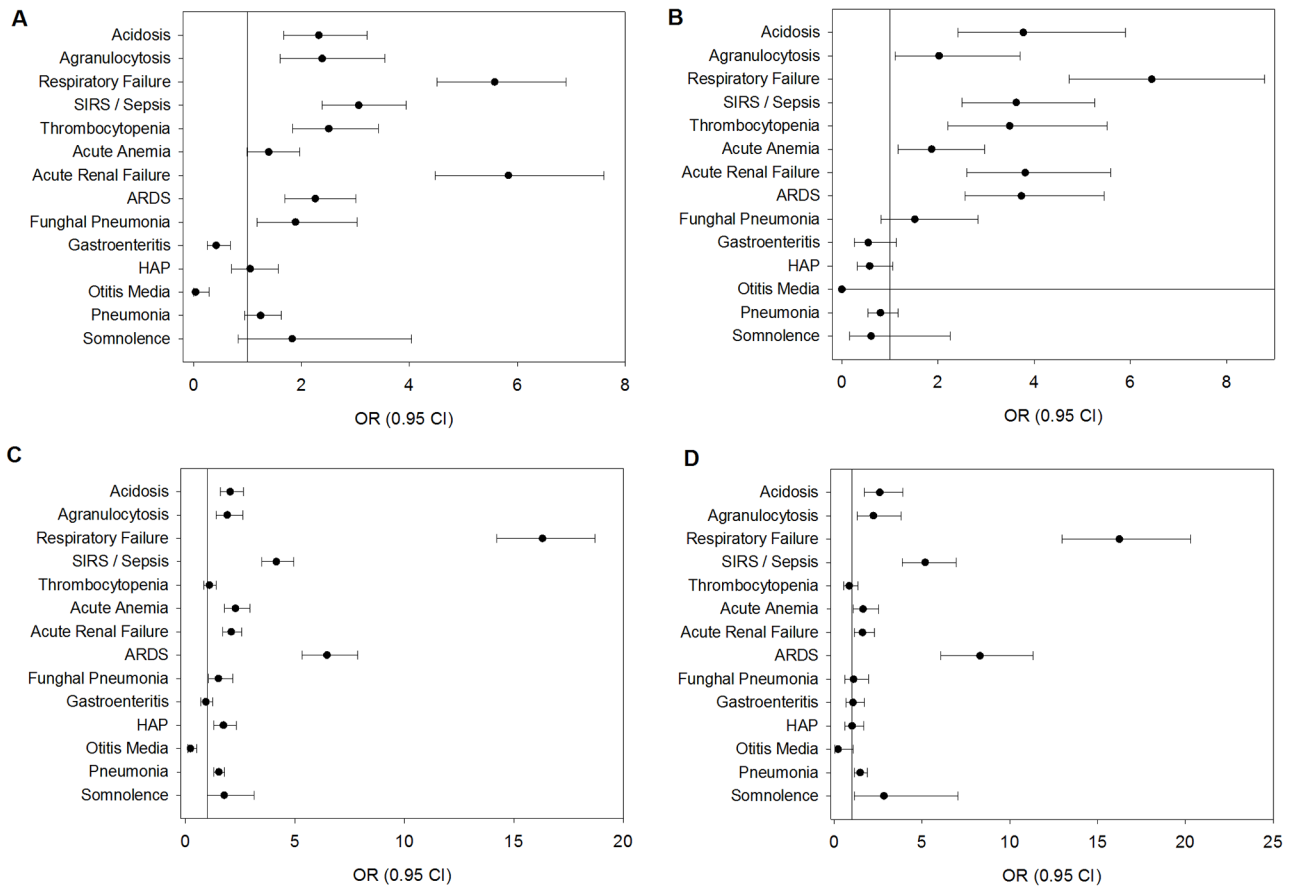 A
Acidosis
Agranulocytosis
Respiratory Failure
SIRS / Sepsis
Thrombocytopenia
Acute Anemia
Acute Renal Failure
ARDS
Funghal Pneumonia
Gastroenteritis
HAP
Otitis Media
Pneumonia
Somnolence
0 2 4 6 8
OR (0.95 CI)
B
Acidosis
Agranulocytosis
Respiratory Failure
SIRS / Sepsis
Thrombocytopenia
Acute Anemia
Acute Renal Failure
ARDS
Funghal Pneumonia
Gastroenteritis
HAP
Otitis Media
Pneumonia
Somnolence
0 2 4 6 8
OR (0.95 CI)
C
Acidosis
Agranulocytosis
Respiratory Failure
SIRS / Sepsis
Thrombocytopenia
Acute Anemia
Acute Renal Failure
ARDS
Funghal Pneumonia
Gastroenteritis
HAP
Otitis Media
Pneumonia
Somnolence
0 5 10 15 20
OR (0.95 CI)
D
Acidosis
Agranulocytosis
Respiratory Failure
SIRS / Sepsis
Thrombocytopenia
Acute Anemia
Acute Renal Failure
ARDS
Funghal Pneumonia
Gastroenteritis
HAP
Otitis Media
Pneumonia
Somnolence
0 5 10 15 20 25
OR (0.95 CI)